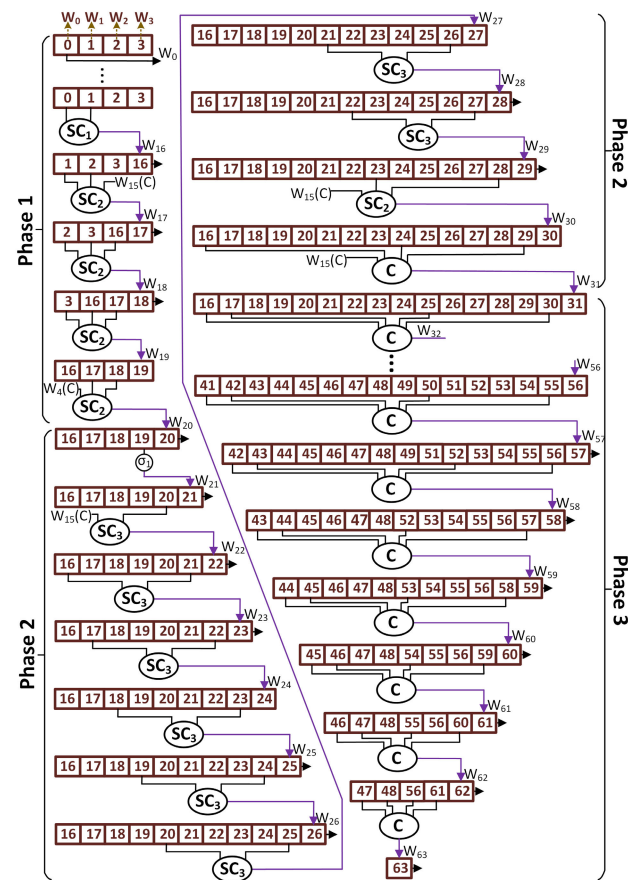 W0 W1 W2 W3
0 1 2 3
W0
...
0 1 2 3
SC1
W16
1 2 3 16
W15(C)
SC2
W17
2 3 16 17
SC2
W18
3 16 17 18
SC2
W19
16 17 18 19
W4(C)
SC2
W20
Phase 1
16 17 18 19 20
σ1
W21
16 17 18 19 20 21
W15(C)
SC3
W22
16 17 18 19 20 21 22
SC3
W23
16 17 18 19 20 21 22 23
SC3
W24
16 17 18 19 20 21 22 23 24
SC3
W25
16 17 18 19 20 21 22 23 24 25
SC3
W26
16 17 18 19 20 21 22 23 24 25 26
SC3
Phase 2
W27
16 17 18 19 20 21 22 23 24 25 26 27
SC3
W28
16 17 18 19 20 21 22 23 24 25 26 27 28
SC3
W29
16 17 18 19 20 21 22 23 24 25 26 27 28 29
W15(C)
SC2
W30
16 17 18 19 20 21 22 23 24 25 26 27 28 29 30
W15(C)
C
W31
Phase 2
16 17 18 19 20 21 22 23 24 25 26 27 28 29 30 31
C
W32
...
W56
41 42 43 44 45 46 47 48 49 50 51 52 53 54 55 56
C
W57
42 43 44 45 46 47 48 49 51 52 53 54 55 56 57
C
W58
43 44 45 46 47 48 52 53 54 55 56 57 58
C
W59
44 45 46 47 48 53 54 55 56 58 59
C
W60
45 46 47 48 54 55 56 59 60
C
W61
46 47 48 55 56 60 61
C
W62
47 48 56 61 62
C
W63
63
Phase 3